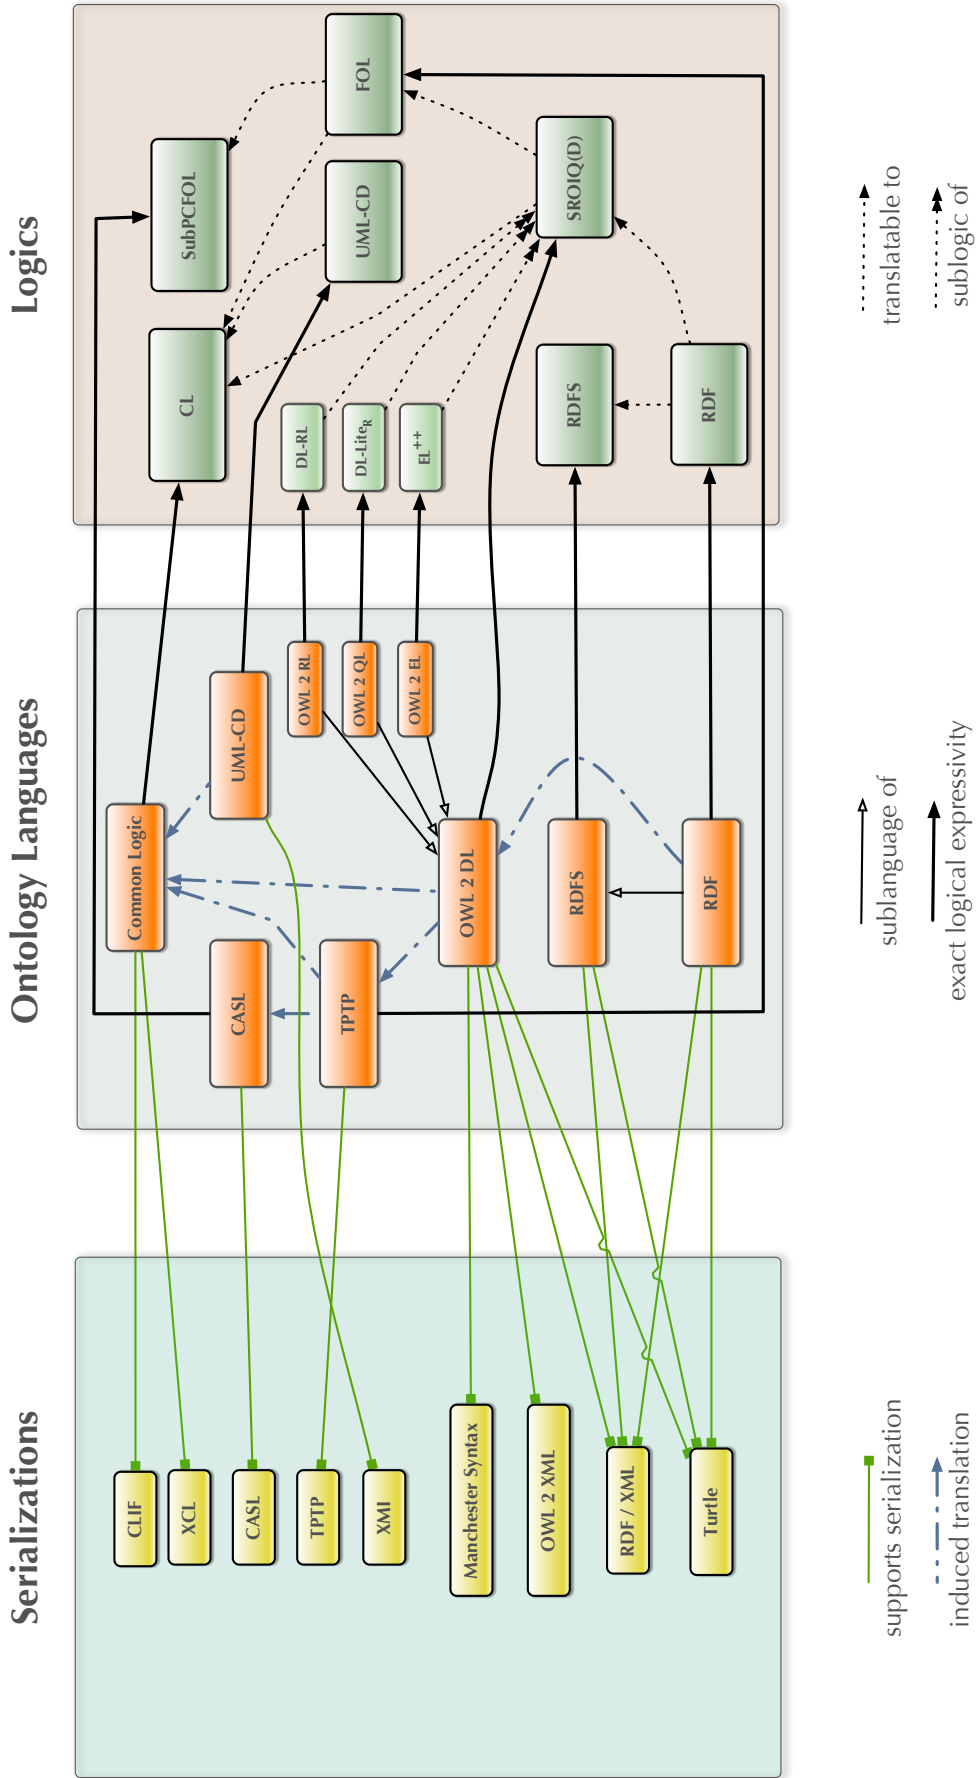 Logics
SubPCFOL
FOL
CL
UML-CD
SROIQ(D)
DL-RL
DL-LiteR
EL++
RDFS
RDF
Ontology Languages
Common Logic
UML-CD
CASL
TPTP
OWL 2 RL
OWL 2 QL
OWL 2 EL
OWL 2 DL
RDFS
RDF
Serializations
CLIF
XCL
CASL
TPTP
XMI
Manchester Syntax
OWL 2 XML
RDF / XML
Turtle
translatable to
sublogic of
sublanguage of
exact logical expressivity
supports serialization
induced translation